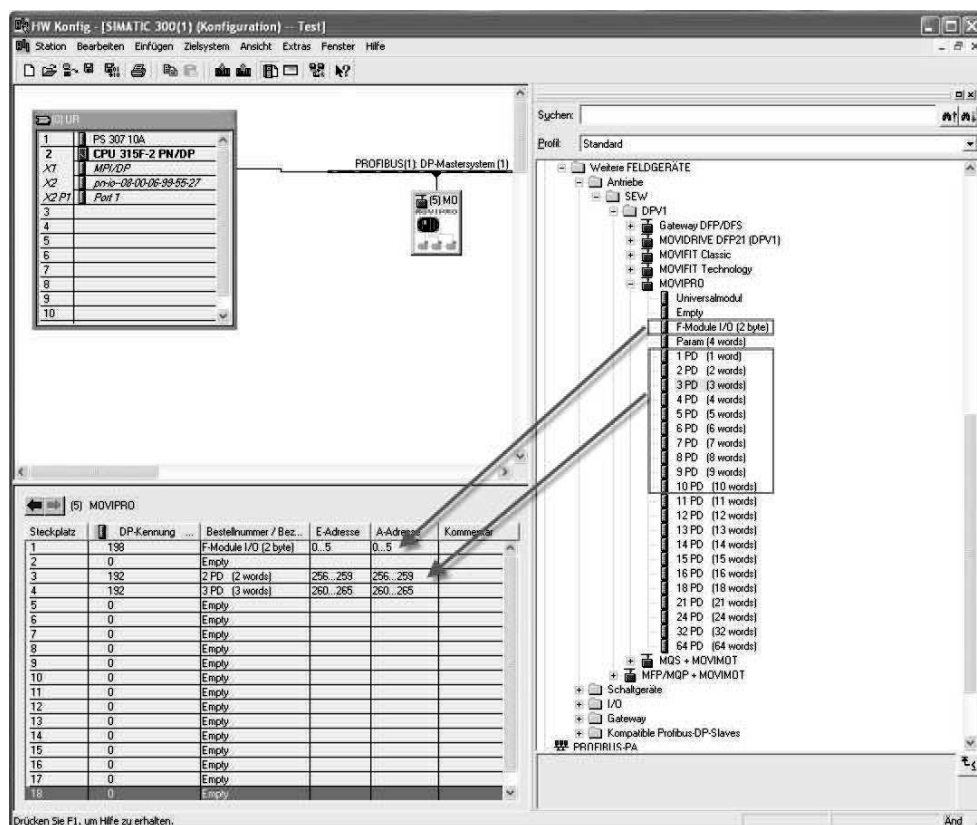 HW Konfig - [SIMATIC 300(1) (Konfiguration) -- Test]
Station Bearbeiten Einfügen Zielsystem Ansicht Extras Fenster Hilfe
(0) UR
1 PS 307 10A
2 CPU 315F-2 PN/DP
X1 MPI/DP
X2 pn-io-08-00-06-99-55-27
X2 P1 Port 1
3
4
5
6
7
8
9
10
PROFIBUS(1): DP-Mastersystem (1)
(5) MO
MOVIPRO
Suchen:
Profil: Standard
Weitere FELDGERÄTE
Antriebe
SEW
DPV1
Gateway DFP/DFS
MOVIDRIVE DFP21 (DPV1)
MOVIFIT Classic
MOVIFIT Technology
MOVIPRO
Universalmodul
Empty
F-Module I/O (2 byte)
Param (4 words)
1 PD (1 word)
2 PD (2 words)
3 PD (3 words)
4 PD (4 words)
5 PD (5 words)
6 PD (6 words)
7 PD (7 words)
8 PD (8 words)
9 PD (9 words)
10 PD (10 words)
11 PD (11 words)
12 PD (12 words)
13 PD (13 words)
14 PD (14 words)
15 PD (15 words)
16 PD (16 words)
18 PD (18 words)
21 PD (21 words)
24 PD (24 words)
32 PD (32 words)
64 PD (64 words)
MQS + MOVIMOT
MFP/MQP + MOVIMOT
Schaltgeräte
I/O
Gateway
Kompatible Profibus-DP-Slaves
PROFIBUS-PA
(5) MOVIPRO
Steckplatz DP-Kennung ... Bestellnummer / Bez... E-Adresse A-Adresse Kommentar
1 198 F-Module I/O (2 byte) 0...5 0...5
2 0 Empty
3 192 2 PD (2 words) 256...259 256...259
4 192 3 PD (3 words) 260...265 260...265
5 0 Empty
6 0 Empty
7 0 Empty
8 0 Empty
9 0 Empty
10 0 Empty
11 0 Empty
12 0 Empty
13 0 Empty
14 0 Empty
15 0 Empty
16 0 Empty
17 0 Empty
18 0 Empty
Drücken Sie F1, um Hilfe zu erhalten.
Änd